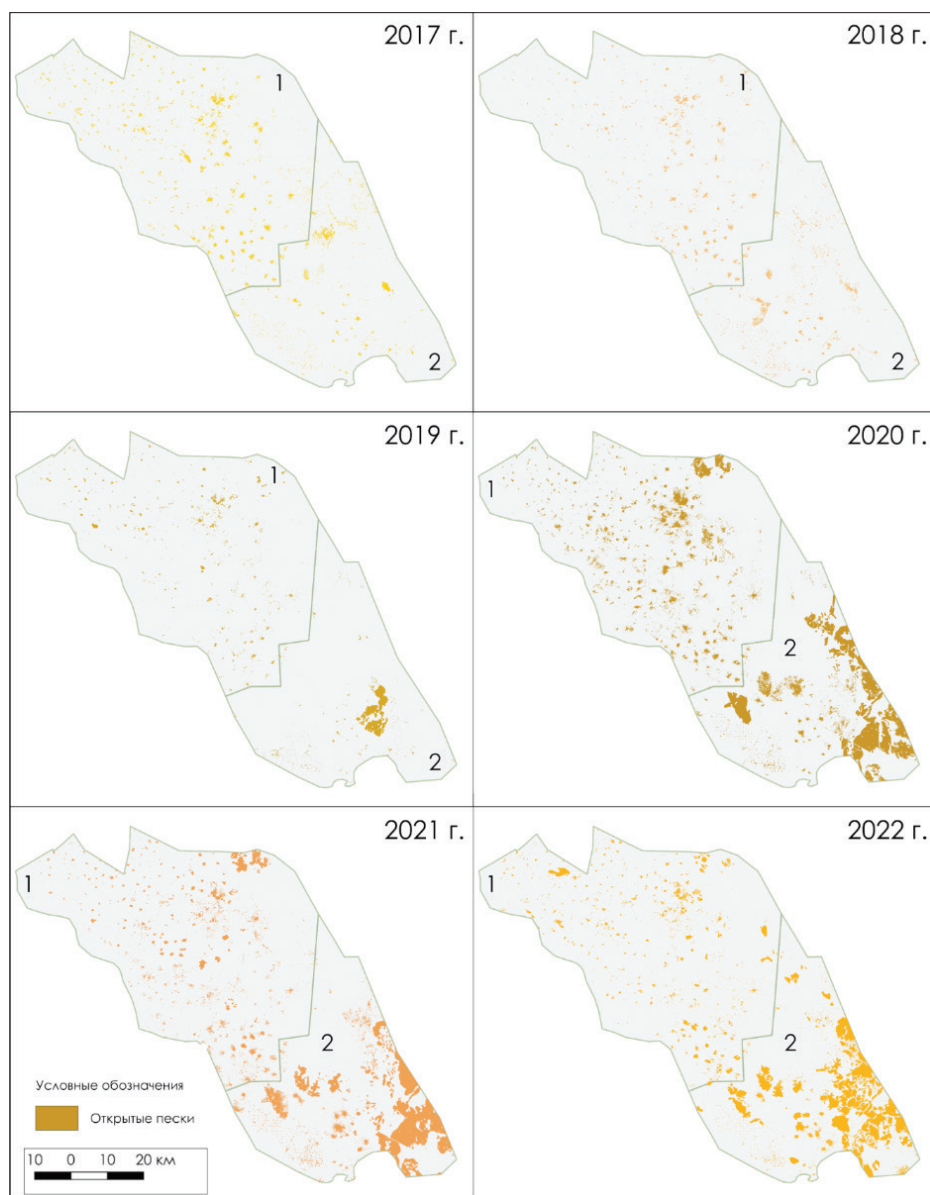 2017 г.
1
2
2018 г.
1
2
2019 г.
1
2
2020 г.
1
2
2021 г.
1
2
Условные обозначения
Открытые пески
10 0 10 20 км
2022 г.
1
2